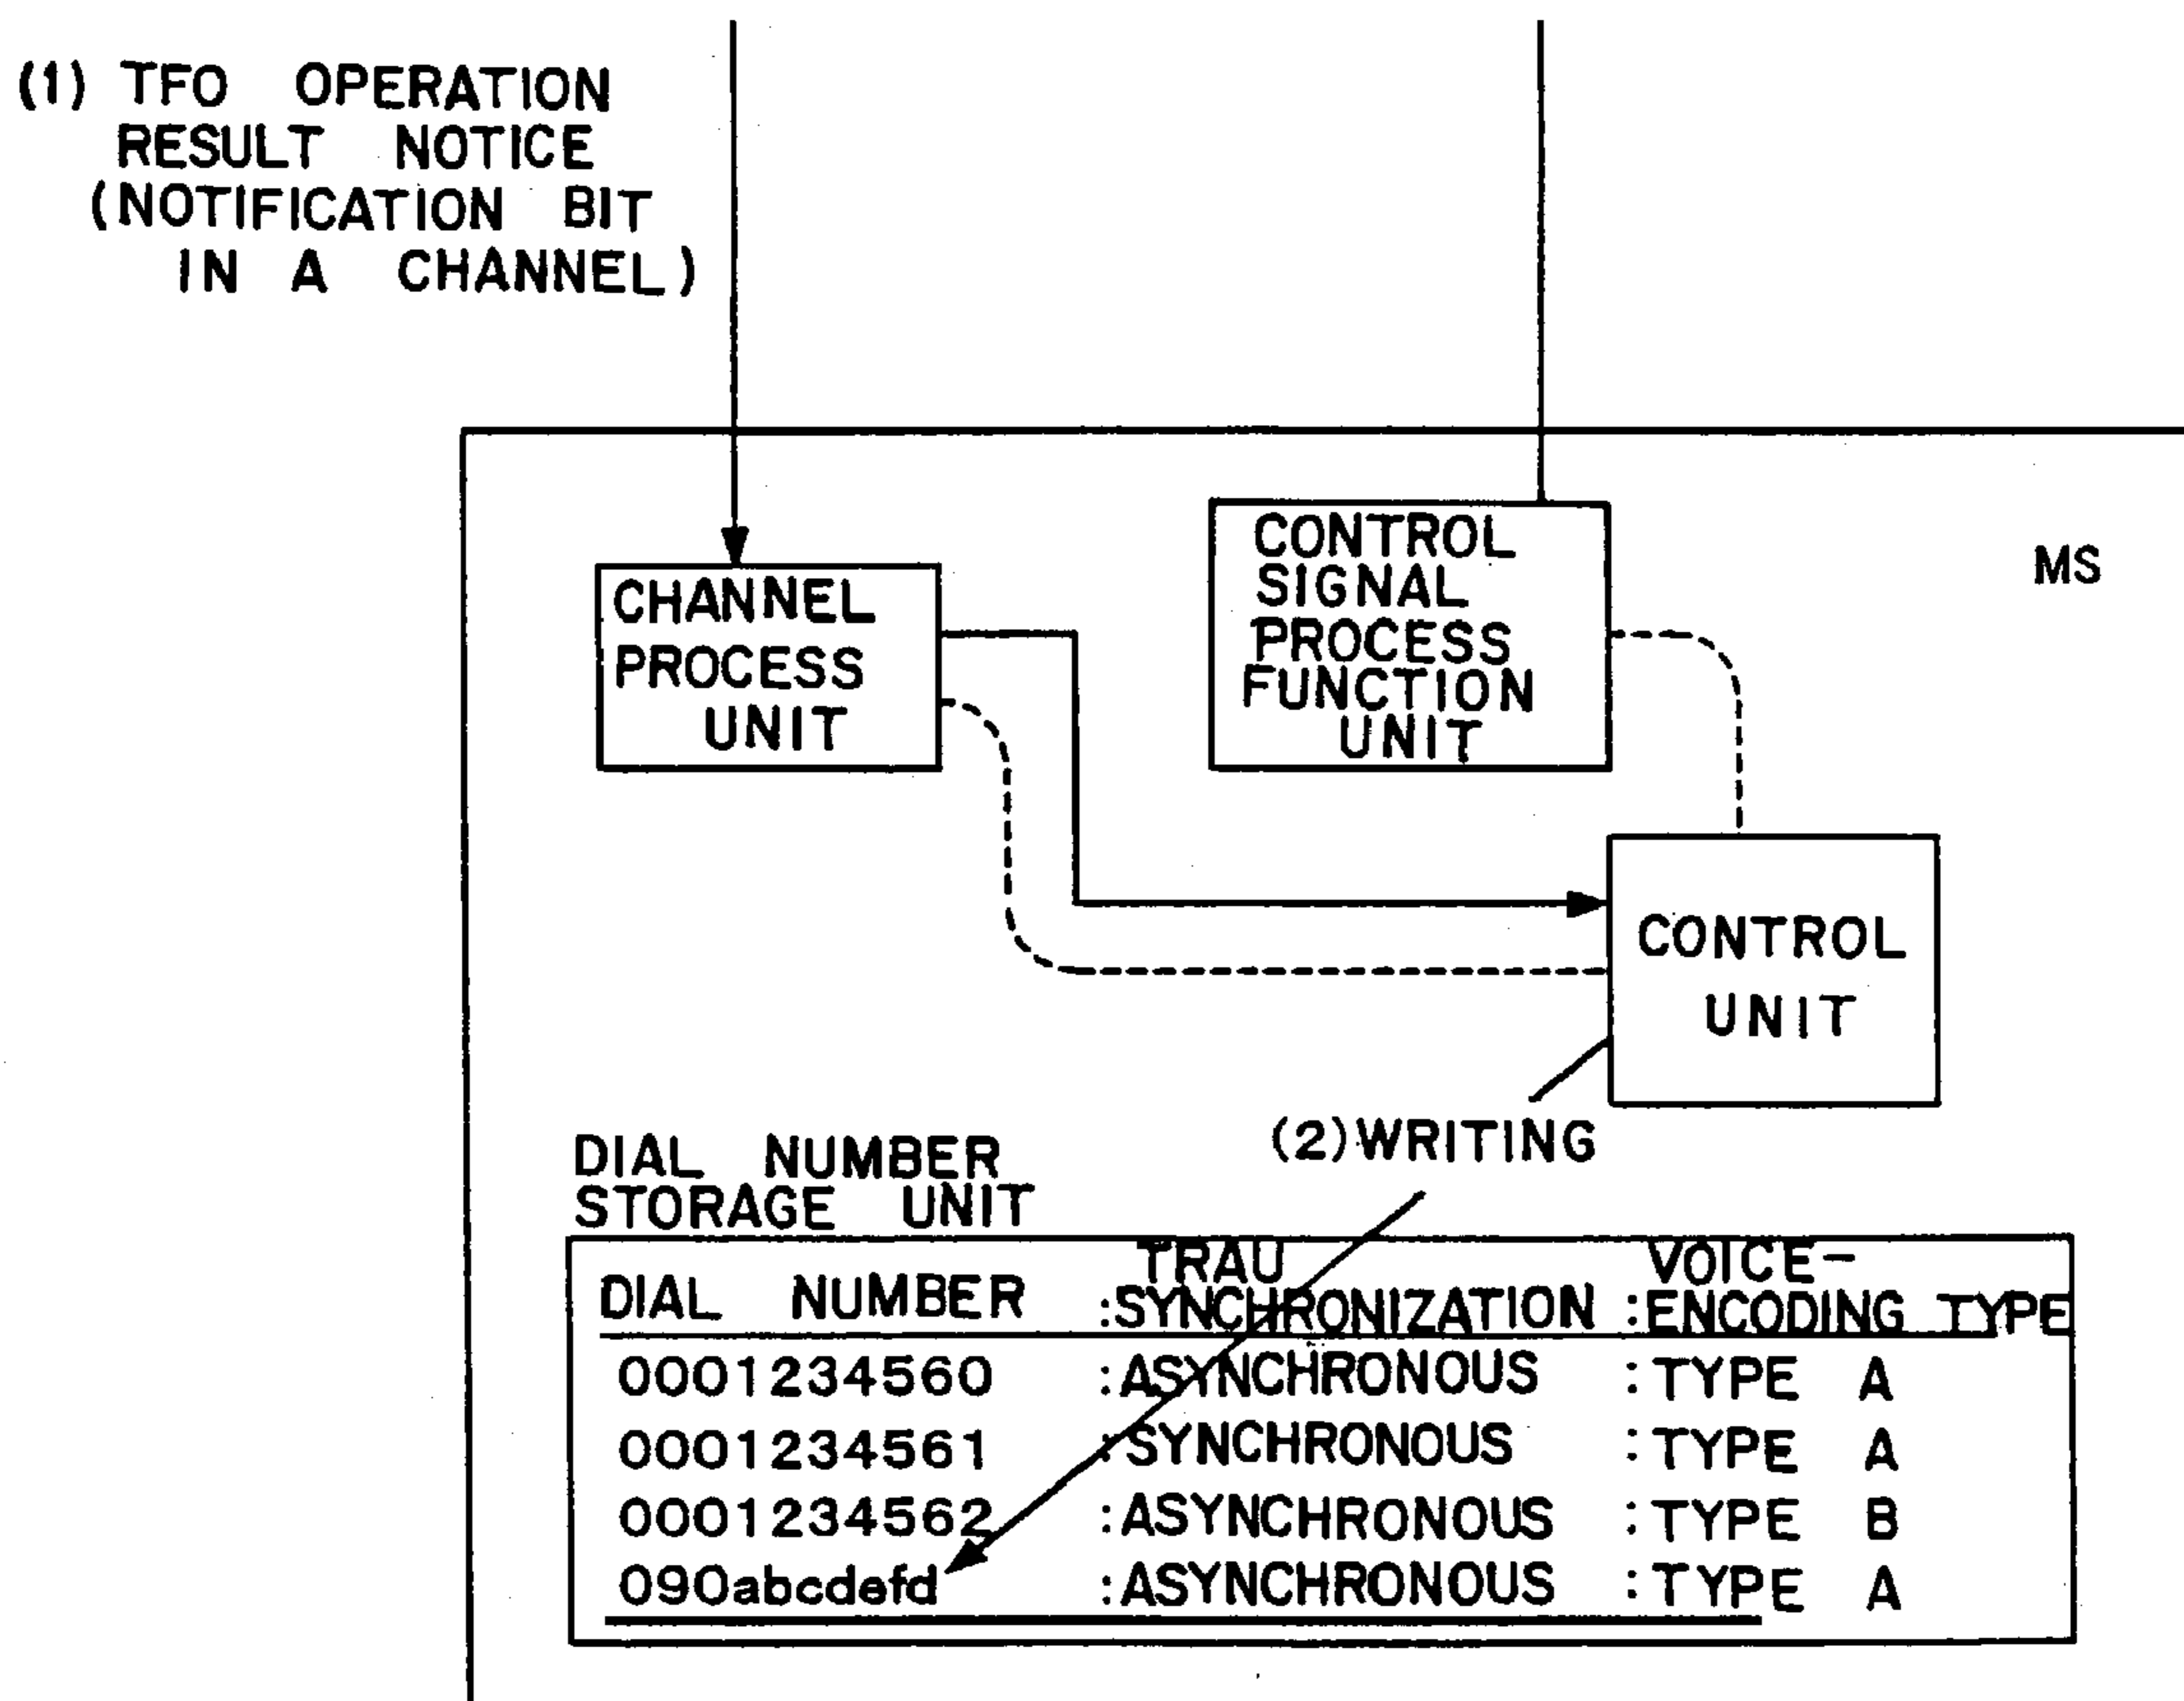 (1) TFO OPERATION
RESULT NOTICE
(NOTIFICATION BIT
IN A CHANNEL)
CHANNEL
PROCESS
UNIT
CONTROL
SIGNAL
PROCESS
FUNCTION
UNIT
MS
CONTROL
UNIT
(2)WRITING
DIAL NUMBER
STORAGE UNIT
DIAL NUMBER :TRAU SYNCHRONIZATION :VOICE-ENCODING TYPE
0001234560 :ASYNCHRONOUS :TYPE A
0001234561 :SYNCHRONOUS :TYPE A
0001234562 :ASYNCHRONOUS :TYPE B
090abcdefd :ASYNCHRONOUS :TYPE A